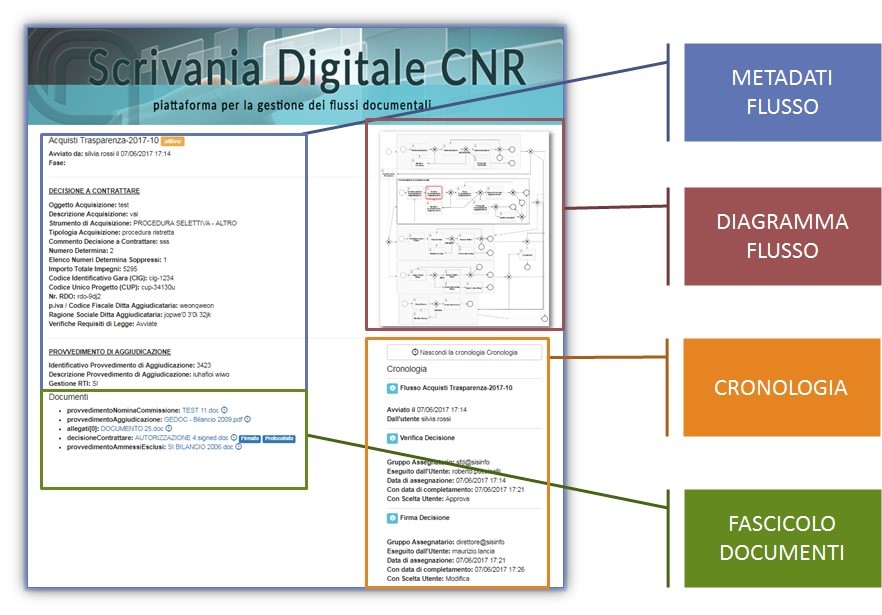 Scrivania Digitale CNR
piattaforma per la gestione dei flussi documentali
Acquisti Trasparenza-2017-10 attivo
Avviato da: silvia.rossi il 07/06/2017 17:14
Fase:
DECISIONE A CONTRATTARE
Oggetto Acquisizione: test
Descrizione Acquisizione: vai
Strumento di Acquisizione: PROCEDURA SELETTIVA - ALTRO
Tipologia Acquisizione: procedura ristretta
Commento Decisione a Contrattare: sss
Numero Determina: 2
Elenco Numeri Determina Soppressi: 1
Importo Totale Impegni: 5295
Codice Identificativo Gara (CIG): cig-1234
Codice Unico Progetto (CUP): cup-34130u
Nr. RDO: rdo-9dj2
p.iva / Codice Fiscale Ditta Aggiudicataria: weonqweon
Ragione Sociale Ditta Aggiudicataria: jopwe'0 3'0i 32jk
Verifiche Requisiti di Legge: Avviate
PROVVEDIMENTO DI AGGIUDICAZIONE
Identificativo Provvedimento di Aggiudicazione: 3423
Descrizione Provvedimento di Aggiudicazione: iuhafioi wiwo
Gestione RTI: SI
Documenti
provvedimentoNominaCommissione: TEST 11.doc
provvedimentoAggiudicazione: GEDOC - Bilancio 2009.pdf
allegati[0]: DOCUMENTO 25.doc
decisioneContrattare: AUTORIZZAZIONE 4.signed.doc Firmato Protocollato
provvedimentoAmmessiEsclusi: SI BILANCIO 2006.doc
Nascondi la cronologia Cronologia
Cronologia
Flusso Acquisti Trasparenza-2017-10
Avviato il 07/06/2017 17:14
Dall'utente silvia.rossi
Verifica Decisione
Gruppo Assegnatario: sfd@sisinfo
Eseguito dall'Utente:
Data di assegnazione: 07/06/2017 17:14
Con data di completamento: 07/06/2017 17:21
Con Scelta Utente: Approva
Firma Decisione
Gruppo Assegnatario: direttore@sisinfo
Eseguito dall'Utente: maurizio.lancia
Data di assegnazione: 07/06/2017 17:21
Con data di completamento: 07/06/2017 17:26
Con Scelta Utente: Modifica
METADATI
FLUSSO
DIAGRAMMA
FLUSSO
CRONOLOGIA
FASCICOLO
DOCUMENTI